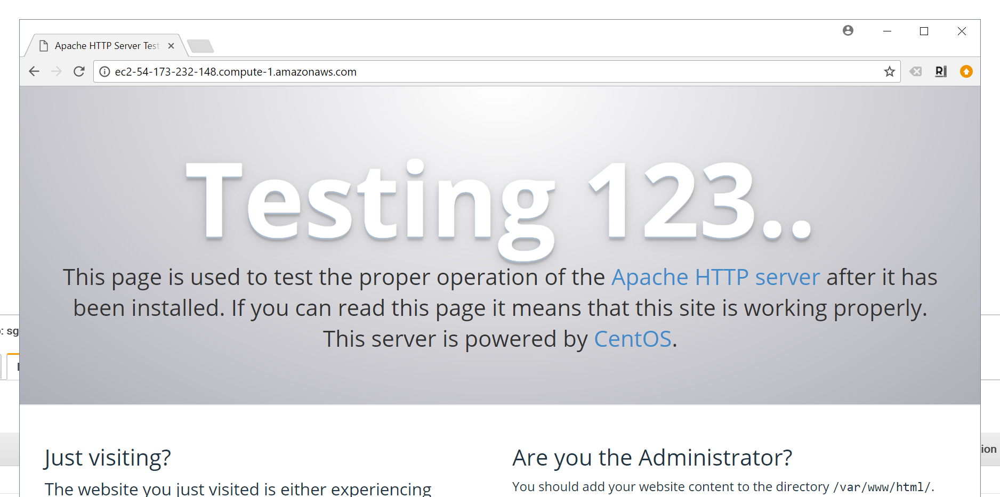 Apache HTTP Server Test
ec2-54-173-232-148.compute-1.amazonaws.com
Testing 123..
This page is used to test the proper operation of the Apache HTTP server after it has
been installed. If you can read this page it means that this site is working properly.
This server is powered by CentOS.
: sg
Just visiting?
The website you just visited is either experiencing
Are you the Administrator?
You should add your website content to the directory /var/www/html/.
ion